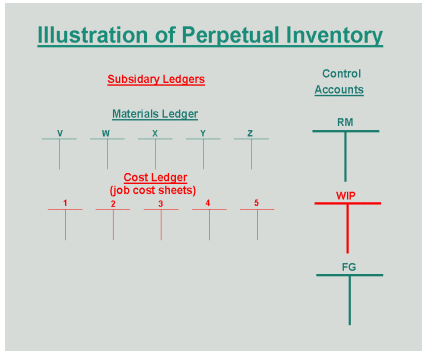 Illustration of Perpetual Inventory
Subsidary Ledgers
Control
Accounts
Materials Ledger
V W X Y Z
RM
Cost Ledger
(job cost sheets)
1 2 3 4 5
WIP
FG